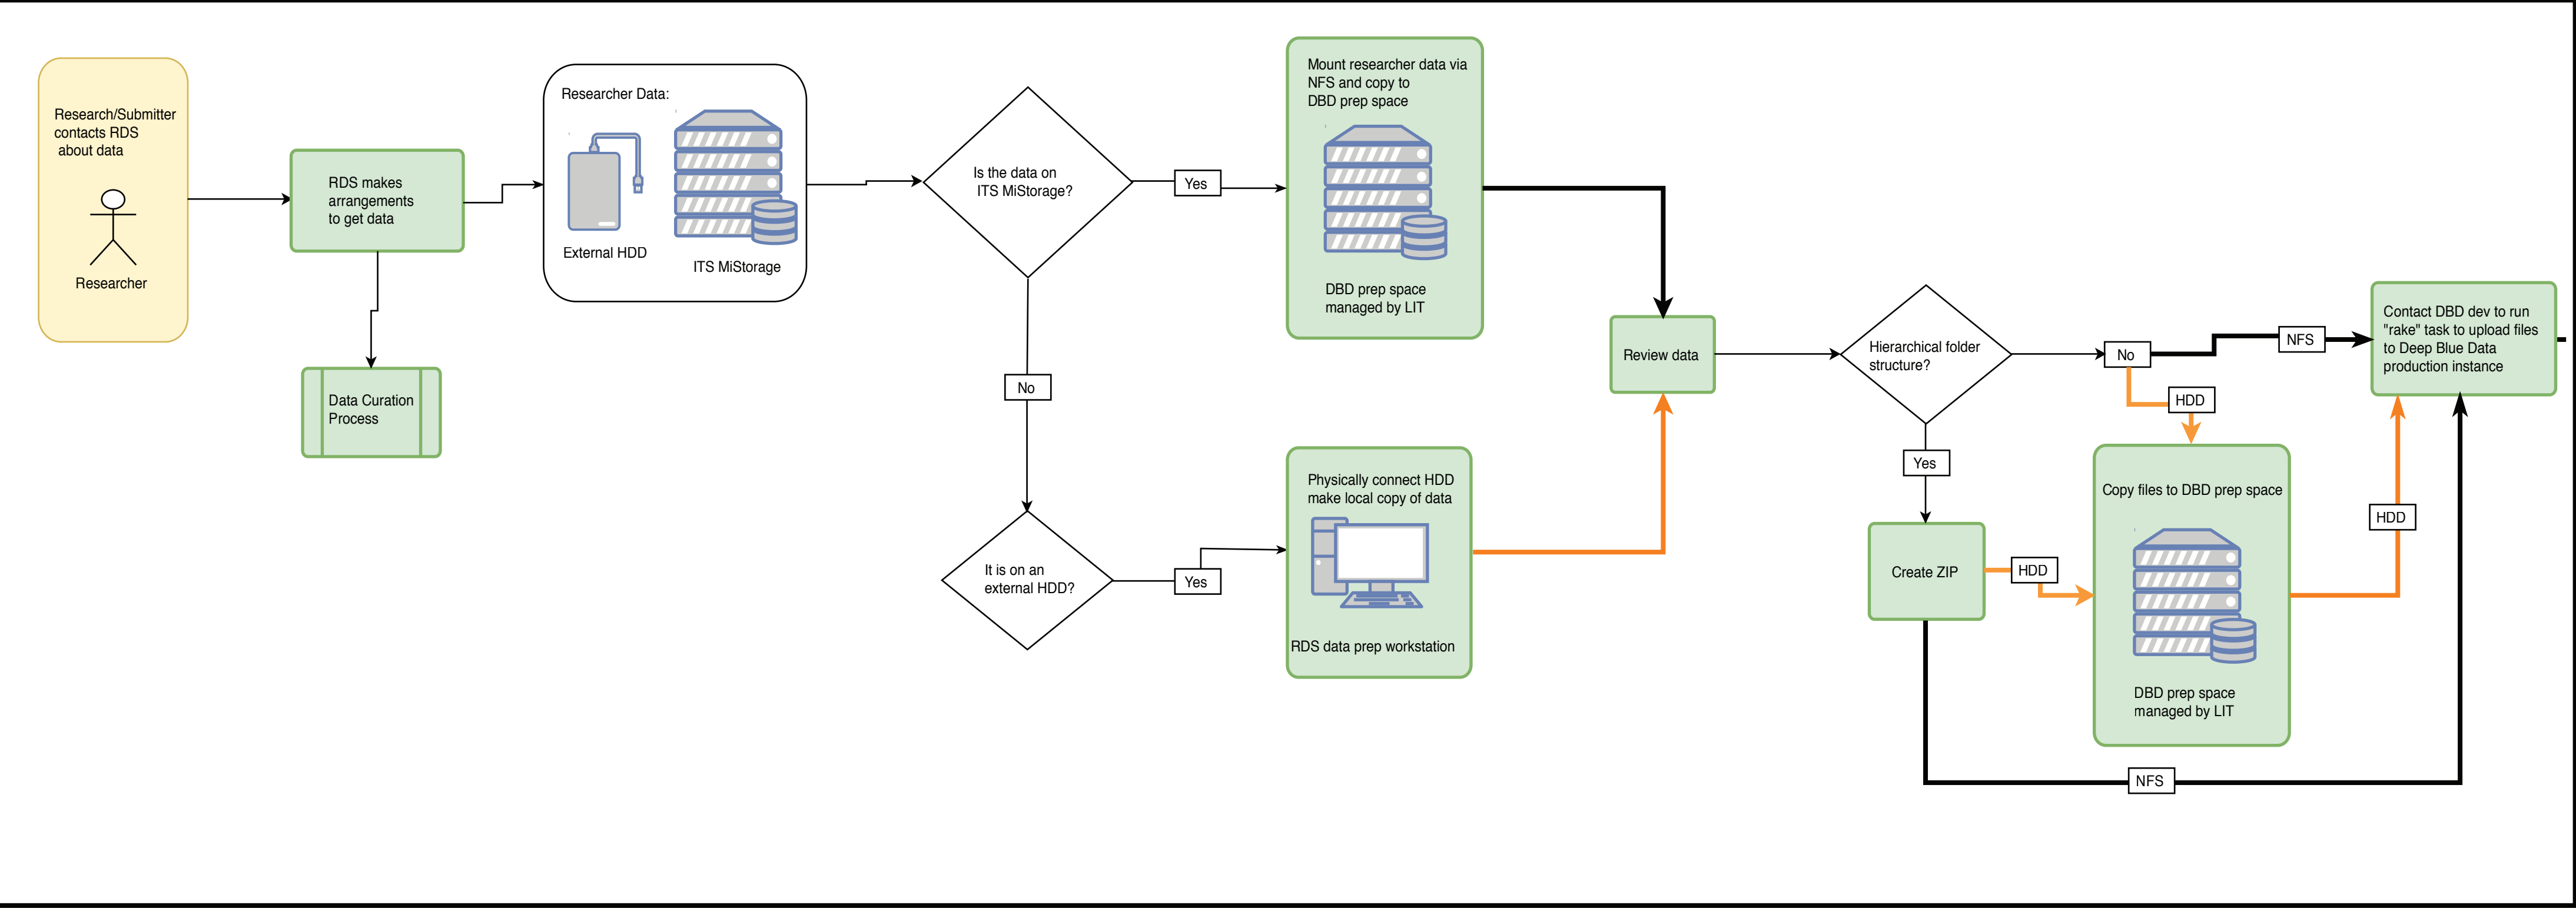 Research/Submitter
contacts RDS
about data
Researcher
RDS makes
arrangements
to get data
Data Curation
Process
Researcher Data:
External HDD
ITS MiStorage
Is the data on
ITS MiStorage?
Yes
No
It is on an
external HDD?
Yes
Mount researcher data via
NFS and copy to
DBD prep space
DBD prep space
managed by LIT
Physically connect HDD
make local copy of data
RDS data prep workstation
Review data
Hierarchical folder
structure?
No
NFS
HDD
Yes
Create ZIP
HDD
Copy files to DBD prep space
DBD prep space
managed by LIT
HDD
NFS
Contact DBD dev to run
"rake" task to upload files
to Deep Blue Data
production instance